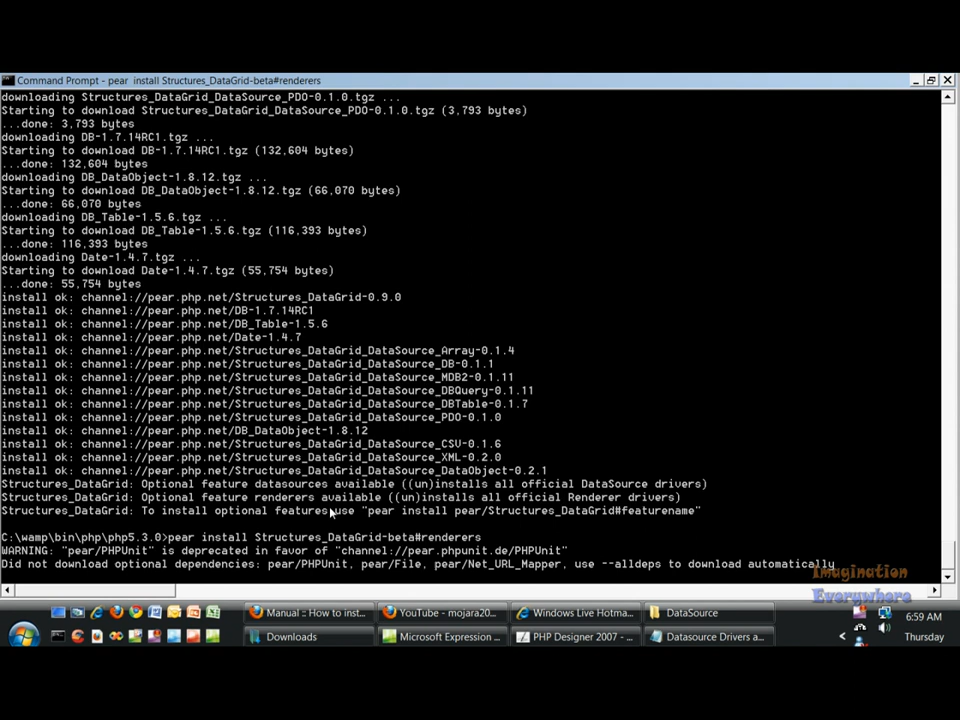 Command Prompt - pear  install Structures_DataGrid-beta#renderers
downloading Structures_DataGrid_DataSource_PDO-0.1.0.tgz ...
Starting to download Structures_DataGrid_DataSource_PDO-0.1.0.tgz (3,793 bytes)
...done: 3,793 bytes
downloading DB-1.7.14RC1.tgz ...
Starting to download DB-1.7.14RC1.tgz (132,604 bytes)
...done: 132,604 bytes
downloading DB_DataObject-1.8.12.tgz ...
Starting to download DB_DataObject-1.8.12.tgz (66,070 bytes)
...done: 66,070 bytes
downloading DB_Table-1.5.6.tgz ...
Starting to download DB_Table-1.5.6.tgz (116,393 bytes)
...done: 116,393 bytes
downloading Date-1.4.7.tgz ...
Starting to download Date-1.4.7.tgz (55,754 bytes)
...done: 55,754 bytes
install ok: channel://pear.php.net/Structures_DataGrid-0.9.0
install ok: channel://pear.php.net/DB-1.7.14RC1
install ok: channel://pear.php.net/DB_Table-1.5.6
install ok: channel://pear.php.net/Date-1.4.7
install ok: channel://pear.php.net/Structures_DataGrid_DataSource_Array-0.1.4
install ok: channel://pear.php.net/Structures_DataGrid_DataSource_DB-0.1.1
install ok: channel://pear.php.net/Structures_DataGrid_DataSource_MDB2-0.1.11
install ok: channel://pear.php.net/Structures_DataGrid_DataSource_DBQuery-0.1.11
install ok: channel://pear.php.net/Structures_DataGrid_DataSource_DBTable-0.1.7
install ok: channel://pear.php.net/Structures_DataGrid_DataSource_PDO-0.1.0
install ok: channel://pear.php.net/DB_DataObject-1.8.12
install ok: channel://pear.php.net/Structures_DataGrid_DataSource_CSV-0.1.6
install ok: channel://pear.php.net/Structures_DataGrid_DataSource_XML-0.2.0
install ok: channel://pear.php.net/Structures_DataGrid_DataSource_DataObject-0.2.1
Structures_DataGrid: Optional feature datasources available ((un)installs all official DataSource drivers)
Structures_DataGrid: Optional feature renderers available ((un)installs all official Renderer drivers)
Structures_DataGrid: To install optional features use "pear install pear/Structures_DataGrid#featurename"
C:\wamp\bin\php\php5.3.0>pear install Structures_DataGrid-beta#renderers
WARNING: "pear/PHPUnit" is deprecated in favor of "channel://pear.phpunit.de/PHPUnit"
Did not download optional dependencies: pear/PHPUnit, pear/File, pear/Net_URL_Mapper, use --alldeps to download automatically
Imagination
Everywhere
Manual :: How to inst...
YouTube - mojara20...
Windows Live Hotma...
DataSource
6:59 AM
Downloads
Microsoft Expression ...
PHP Designer 2007 - ...
Datasource Drivers a...
Thursday